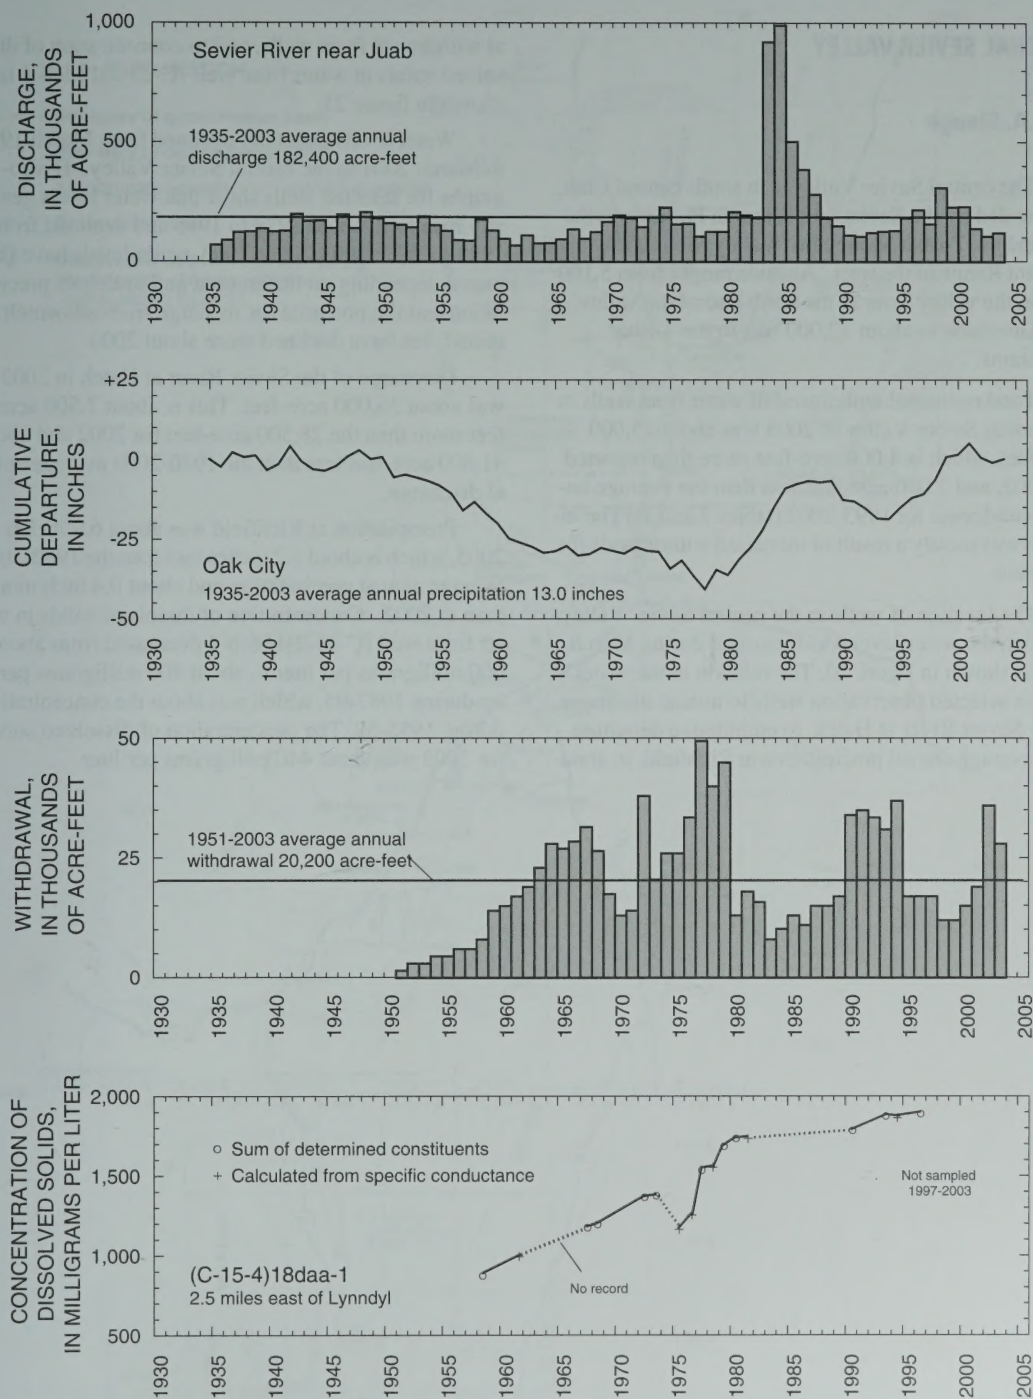 DISCHARGE,
IN THOUSANDS
OF ACRE-FEET
1,000
500
0
Sevier River near Juab
1935-2003 average annual
discharge 182,400 acre-feet
1930 1935 1940 1945 1950 1955 1960 1965 1970 1975 1980 1985 1990 1995 2000 2005
CUMULATIVE
DEPARTURE,
IN INCHES
+25
0
-25
-50
Oak City
1935-2003 average annual precipitation 13.0 inches
1930 1935 1940 1945 1950 1955 1960 1965 1970 1975 1980 1985 1990 1995 2000 2005
WITHDRAWAL,
IN THOUSANDS
OF ACRE-FEET
50
25
0
1951-2003 average annual
withdrawal 20,200 acre-feet
1930 1935 1940 1945 1950 1955 1960 1965 1970 1975 1980 1985 1990 1995 2000 2005
CONCENTRATION OF
DISSOLVED SOLIDS,
IN MILLIGRAMS PER LITER
2,000
1,500
1,000
500
o Sum of determined constituents
+ Calculated from specific conductance
Not sampled
1997-2003
No record
(C-15-4)18daa-1
2.5 miles east of Lynndyl
1930 1935 1940 1945 1950 1955 1960 1965 1970 1975 1980 1985 1990 1995 2000 2005